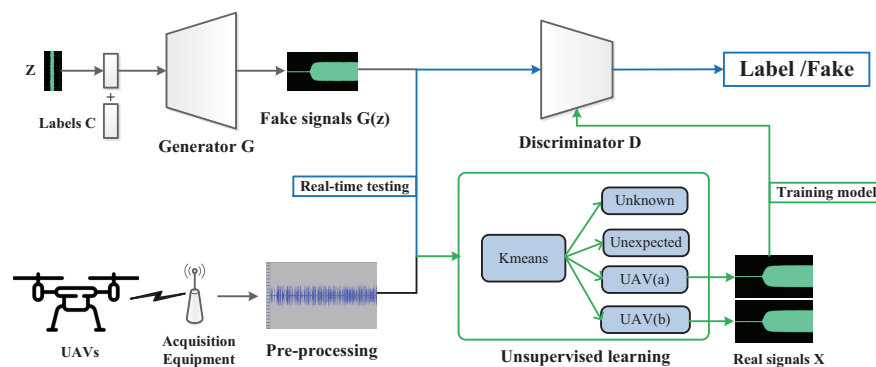 Z
+
Labels C
Generator G
Fake signals G(z)
Discriminator D
Label /Fake
Real-time testing
Training model
Kmeans
Unknown
Unexpected
UAV(a)
UAV(b)
UAVs
Acquisition
Equipment
Pre-processing
Unsupervised learning
Real signals X